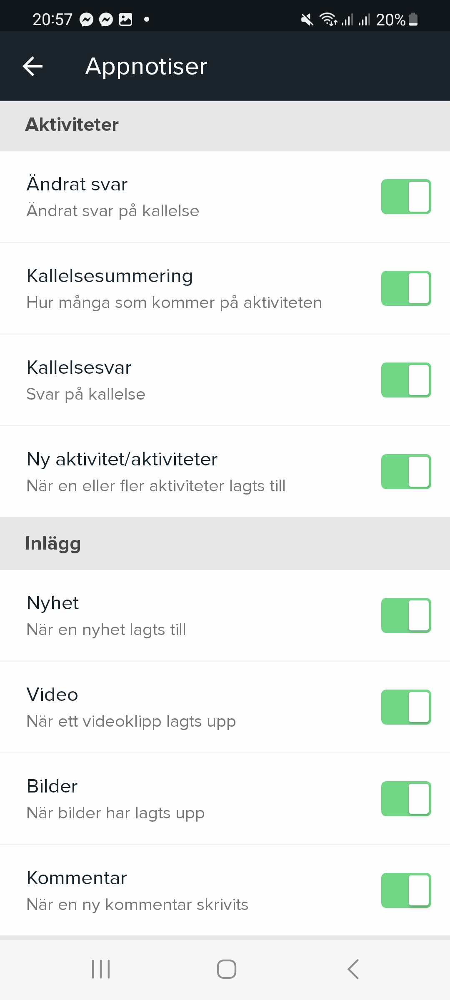 20:57 20%
Appnotiser
Aktiviteter
Ändrat svar
Ändrat svar på kallelse
Kallelsesummering
Hur många som kommer på aktiviteten
Kallelsesvar
Svar på kallelse
Ny aktivitet/aktiviteter
När en eller fler aktiviteter lagts till
Inlägg
Nyhet
När en nyhet lagts till
Video
När ett videoklipp lagts upp
Bilder
När bilder har lagts upp
Kommentar
När en ny kommentar skrivits